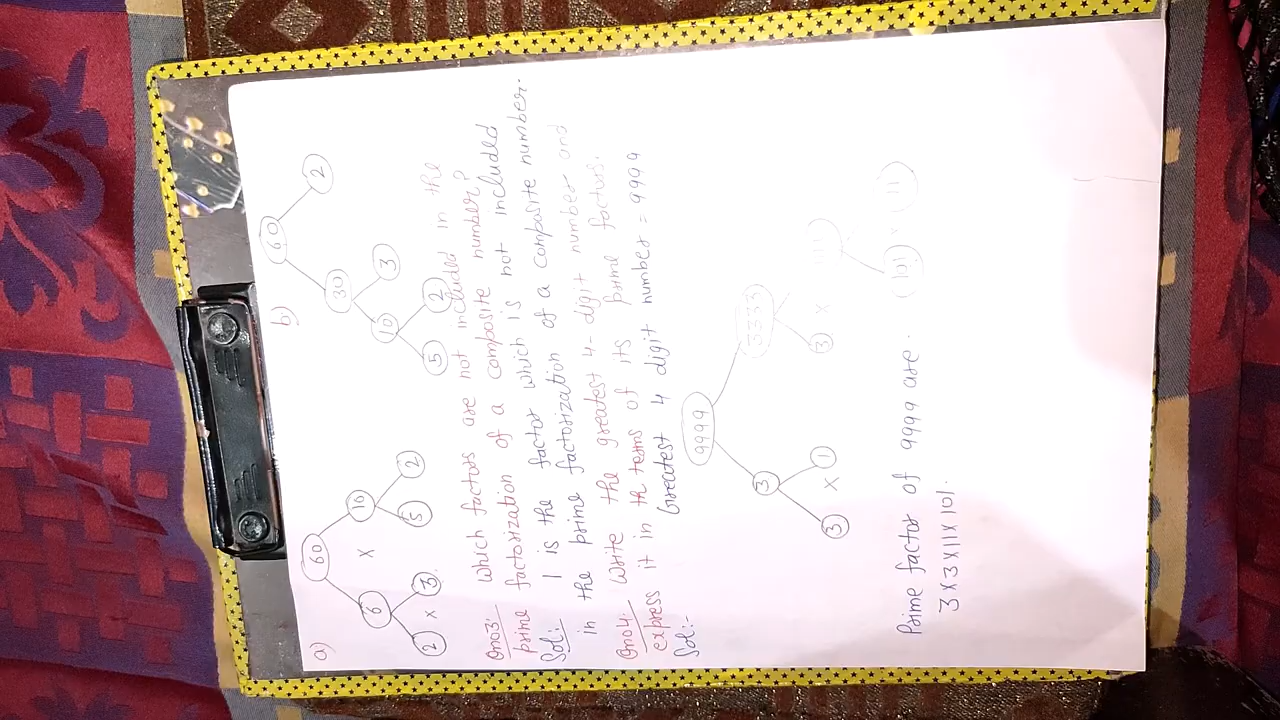 a)
b)
60
60
6 x 10
30 2
2 x 3 5 2
10 3
5 2
Qno3: Which factors are not included in the
prime factorization of a composite number?
Sol:- 1 is the factor which is not included
in the prime factorization of a composite number.
Qno4: Write the greatest 4-digit number and
express it in th terms of its prime factors.
Sol:- Greatest 4 digit number = 9999
9999
3 3333
3 x 1 3 x 1111
101 x 11
Prime factor of 9999 are.
3 x 3 x 11 x 101.